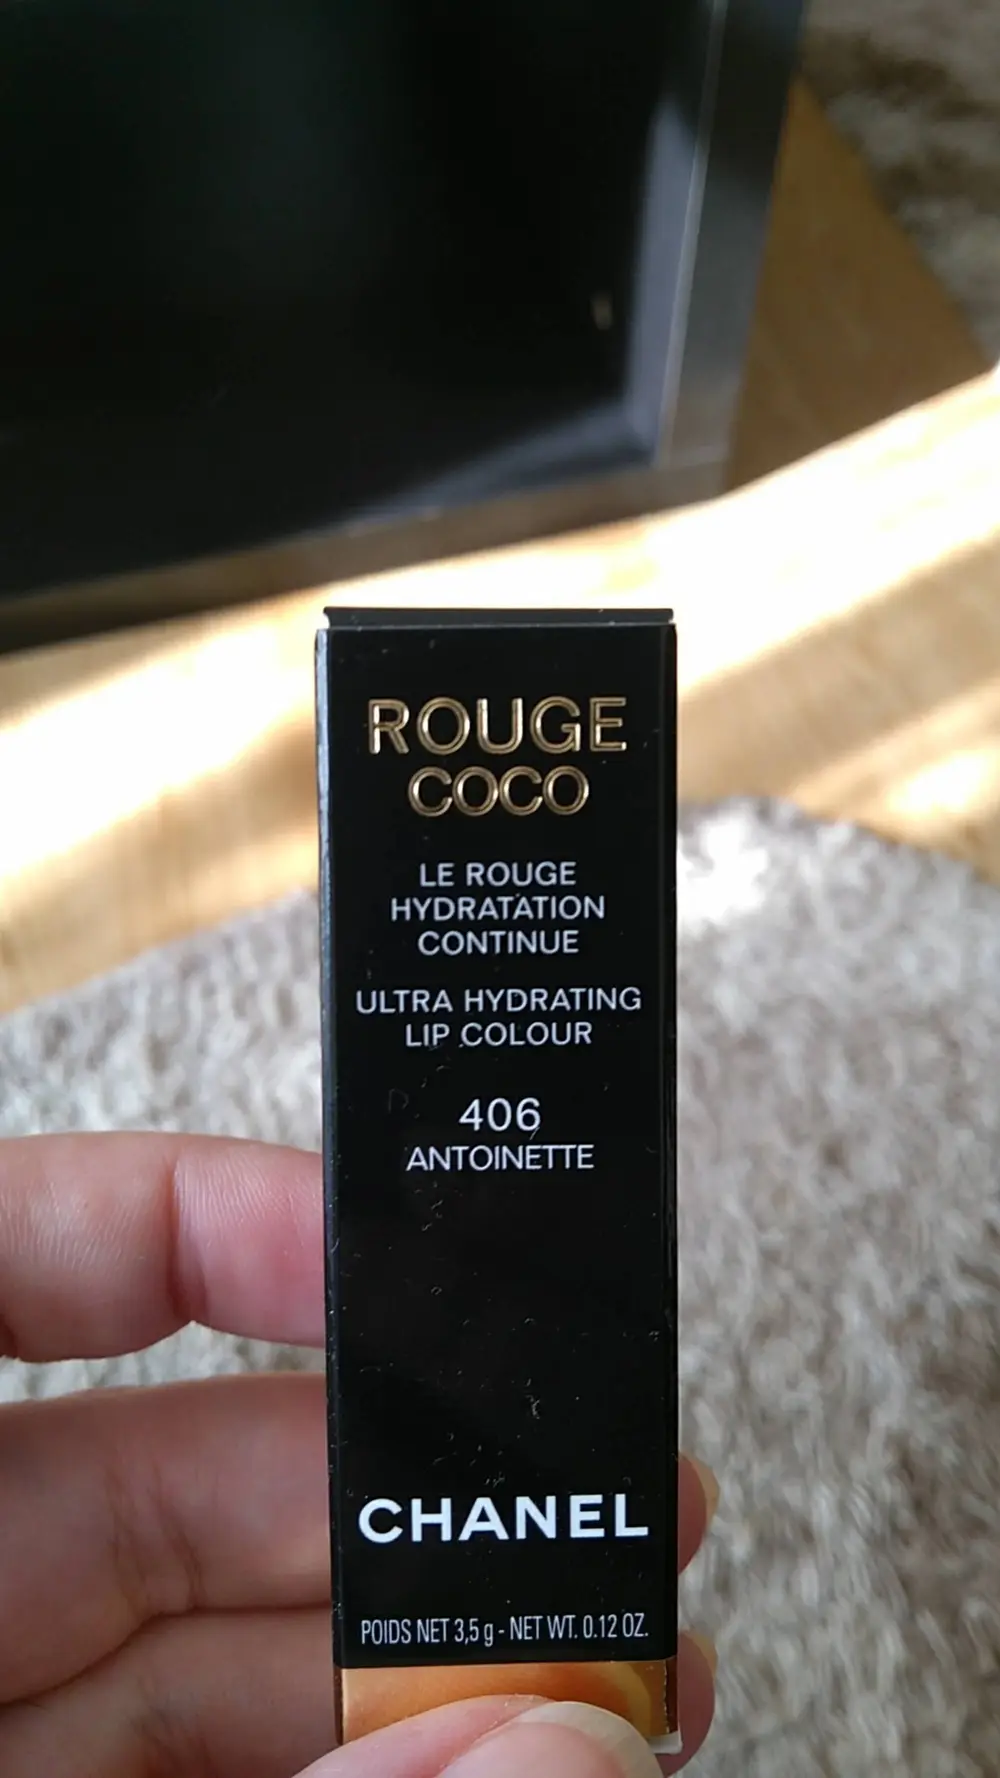 ROUGE
COCO
LE ROUGE
HYDRATATION
CONTINUE
ULTRA HYDRATING
LIP COLOUR
406
ANTOINETTE
CHANEL
POIDS NET 3,5 g - NET WT. 0.12 OZ.